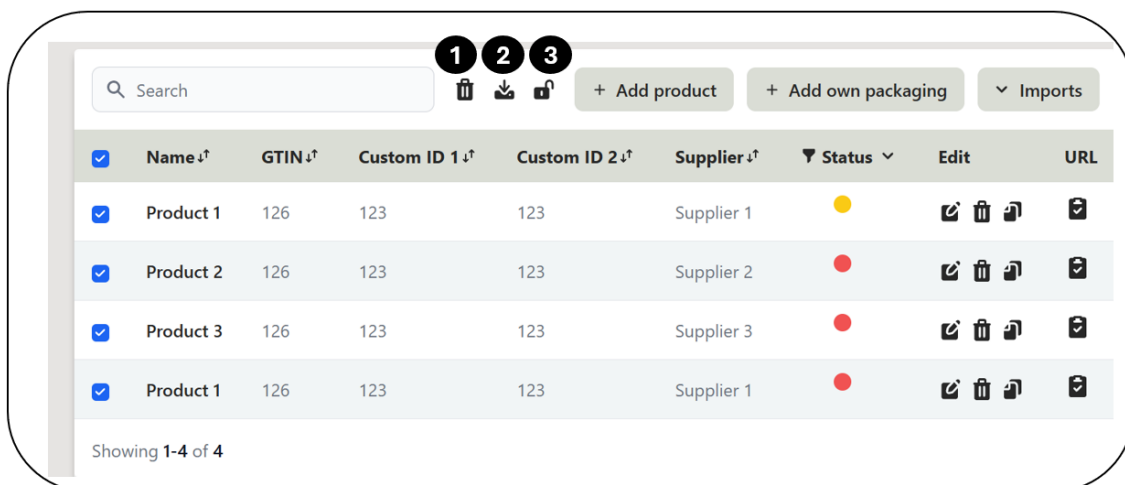 1 2 3
Search + Add product + Add own packaging Imports
Name GTIN Custom ID 1 Custom ID 2 Supplier Status Edit URL
Product 1 126 123 123 Supplier 1
Product 2 126 123 123 Supplier 2
Product 3 126 123 123 Supplier 3
Product 1 126 123 123 Supplier 1
Showing 1-4 of 4